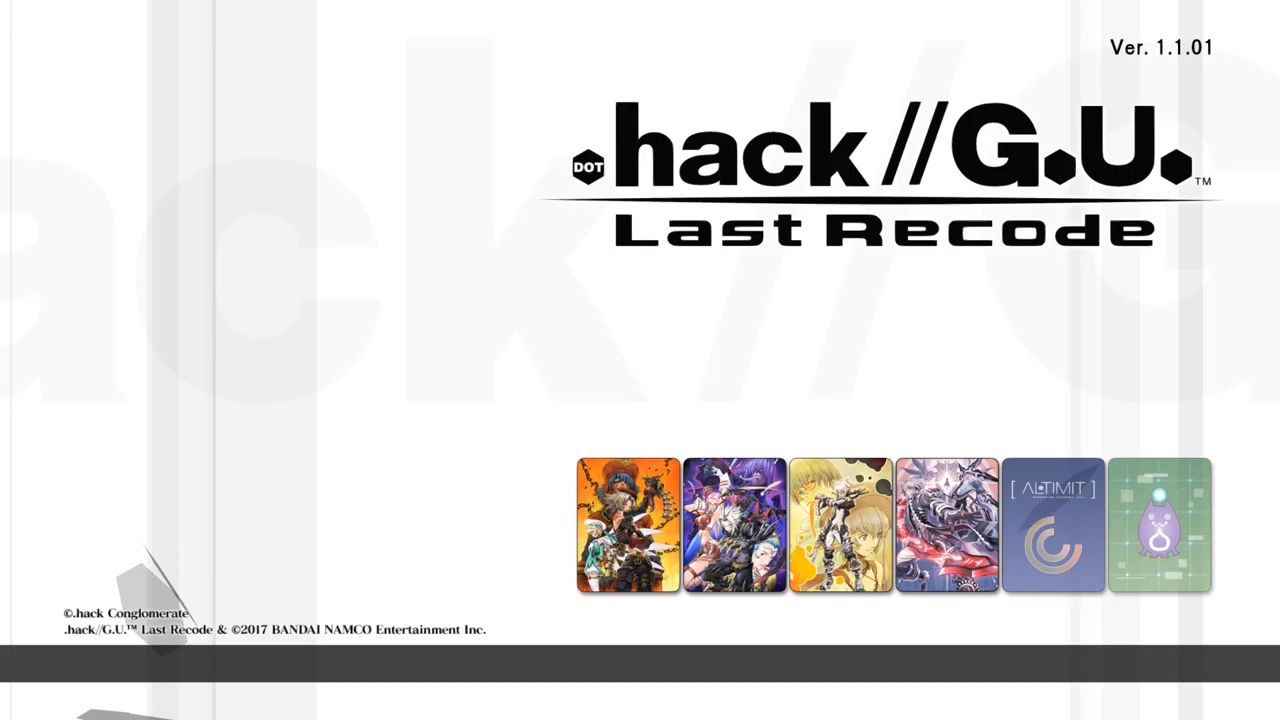 Ver. 1.1.01
DOT
.hack//G.U.™
Last Recode
[ ALTIMIT ]
©.hack Conglomerate
.hack//G.U.™ Last Recode & ©2017 BANDAI NAMCO Entertainment Inc.
ack//G